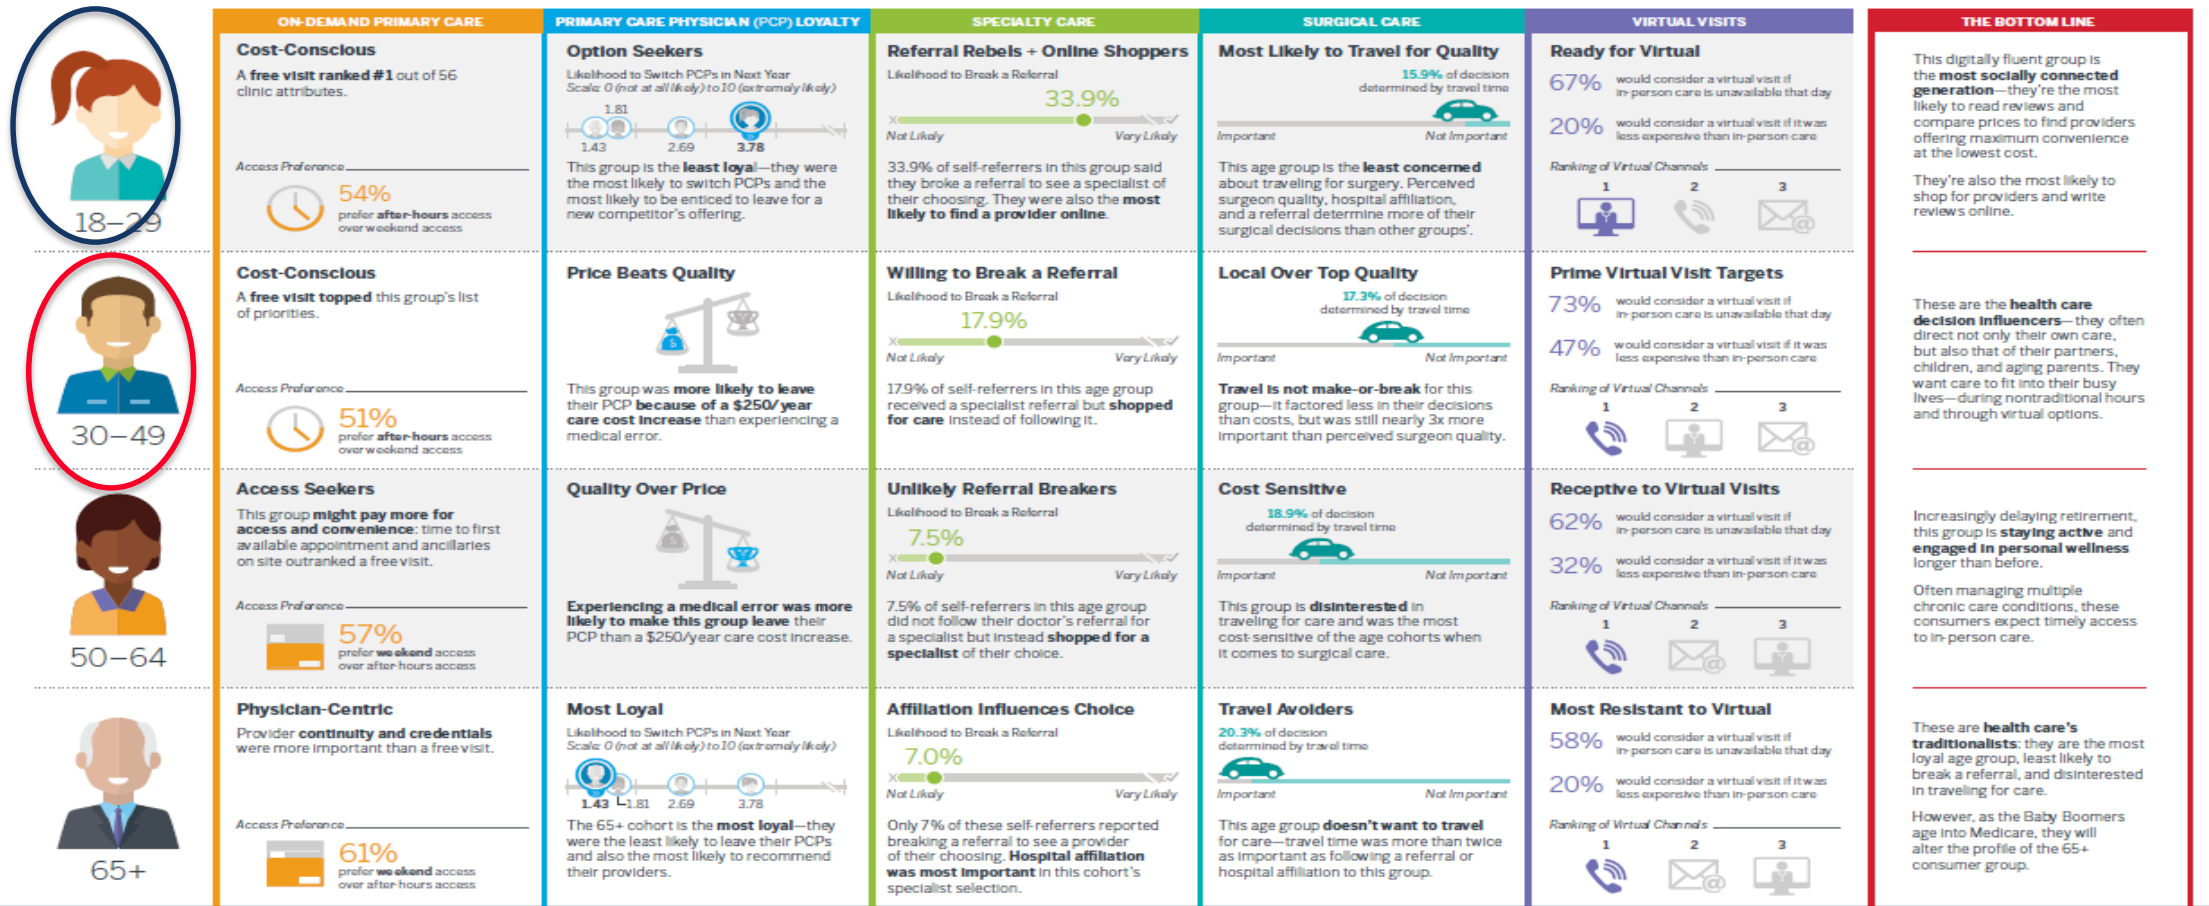 ON-DEMAND PRIMARY CARE
PRIMARY CARE PHYSICIAN (PCP) LOYALTY
SPECIALTY CARE
SURGICAL CARE
VIRTUAL VISITS
THE BOTTOM LINE
18–29
Cost-Conscious
A free visit ranked #1 out of 56
clinic attributes.
Access Preference
54%
prefer after-hours access
over weekend access
Option Seekers
Likelihood to Switch PCPs in Next Year
Scale: 0 (not at all likely) to 10 (extremely likely)
1.81
1.43
2.69
3.78
This group is the least loyal—they were
the most likely to switch PCPs and the
most likely to be enticed to leave for a
new competitor's offering.
Referral Rebels + Online Shoppers
Likelihood to Break a Referral
33.9%
Not Likely
Very Likely
33.9% of self-referrers in this group said
they broke a referral to see a specialist of
their choosing. They were also the most
likely to find a provider online.
Most Likely to Travel for Quality
15.9% of decision
determined by travel time
Important
Not Important
This age group is the least concerned
about traveling for surgery. Perceived
surgeon quality, hospital affiliation,
and a referral determine more of their
surgical decisions than other groups'.
Ready for Virtual
67%
would consider a virtual visit if
in-person care is unavailable that day
20%
would consider a virtual visit if it was
less expensive than in-person care
Ranking of Virtual Channels
1
2
3
This digitally fluent group is
the most socially connected
generation—they're the most
likely to read reviews and
compare prices to find providers
offering maximum convenience
at the lowest cost.
They're also the most likely to
shop for providers and write
reviews online.
30–49
Cost-Conscious
A free visit topped this group's list
of priorities.
Access Preference
51%
prefer after-hours access
over weekend access
Price Beats Quality
$
This group was more likely to leave
their PCP because of a $250/year
care cost increase than experiencing a
medical error.
Willing to Break a Referral
Likelihood to Break a Referral
17.9%
Not Likely
Very Likely
17.9% of self-referrers in this age group
received a specialist referral but shopped
for care instead of following it.
Local Over Top Quality
17.3% of decision
determined by travel time
Important
Not Important
Travel is not make-or-break for this
group—it factored less in their decisions
than costs, but was still nearly 3x more
important than perceived surgeon quality.
Prime Virtual Visit Targets
73%
would consider a virtual visit if
in-person care is unavailable that day
47%
would consider a virtual visit if it was
less expensive than in-person care
Ranking of Virtual Channels
1
2
3
These are the health care
decision influencers—they often
direct not only their own care,
but also that of their partners,
children, and aging parents. They
want care to fit into their busy
lives—during nontraditional hours
and through virtual options.
50–64
Access Seekers
This group might pay more for
access and convenience: time to first
available appointment and ancillaries
on site outranked a free visit.
Access Preference
57%
prefer weekend access
over after-hours access
Quality Over Price
$
Experiencing a medical error was more
likely to make this group leave their
PCP than a $250/year care cost increase.
Unlikely Referral Breakers
Likelihood to Break a Referral
7.5%
Not Likely
Very Likely
7.5% of self-referrers in this age group
did not follow their doctor's referral for
a specialist but instead shopped for a
specialist of their choice.
Cost Sensitive
18.9% of decision
determined by travel time
Important
Not Important
This group is disinterested in
traveling for care and was the most
cost-sensitive of the age cohorts when
it comes to surgical care.
Receptive to Virtual Visits
62%
would consider a virtual visit if
in-person care is unavailable that day
32%
would consider a virtual visit if it was
less expensive than in-person care
Ranking of Virtual Channels
1
2
3
Increasingly delaying retirement,
this group is staying active and
engaged in personal wellness
longer than before.
Often managing multiple
chronic care conditions, these
consumers expect timely access
to in-person care.
65+
Physician-Centric
Provider continuity and credentials
were more important than a free visit.
Access Preference
61%
prefer weekend access
over after-hours access
Most Loyal
Likelihood to Switch PCPs in Next Year
Scale: 0 (not at all likely) to 10 (extremely likely)
1.43
1.81
2.69
3.78
The 65+ cohort is the most loyal—they
were the least likely to leave their PCPs
and also the most likely to recommend
their providers.
Affiliation Influences Choice
Likelihood to Break a Referral
7.0%
Not Likely
Very Likely
Only 7% of these self-referrers reported
breaking a referral to see a provider
of their choosing. Hospital affiliation
was most important in this cohort's
specialist selection.
Travel Avoiders
20.3% of decision
determined by travel time
Important
Not Important
This age group doesn't want to travel
for care—travel time was more than twice
as important as following a referral or
hospital affiliation to this group.
Most Resistant to Virtual
58%
would consider a virtual visit if
in-person care is unavailable that day
20%
would consider a virtual visit if it was
less expensive than in-person care
Ranking of Virtual Channels
1
2
3
These are health care's
traditionalists: they are the most
loyal age group, least likely to
break a referral, and disinterested
in traveling for care.
However, as the Baby Boomers
age into Medicare, they will
alter the profile of the 65+
consumer group.